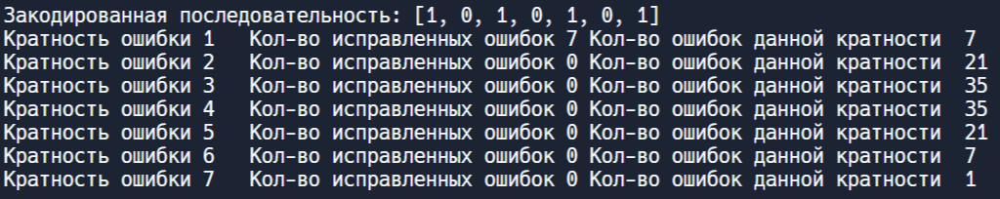 Закодированная последовательность: [1, 0, 1, 0, 1, 0, 1]
Кратность ошибки 1   Кол-во исправленных ошибок 7 Кол-во ошибок данной кратности  7
Кратность ошибки 2   Кол-во исправленных ошибок 0 Кол-во ошибок данной кратности  21
Кратность ошибки 3   Кол-во исправленных ошибок 0 Кол-во ошибок данной кратности  35
Кратность ошибки 4   Кол-во исправленных ошибок 0 Кол-во ошибок данной кратности  35
Кратность ошибки 5   Кол-во исправленных ошибок 0 Кол-во ошибок данной кратности  21
Кратность ошибки 6   Кол-во исправленных ошибок 0 Кол-во ошибок данной кратности  7
Кратность ошибки 7   Кол-во исправленных ошибок 0 Кол-во ошибок данной кратности  1